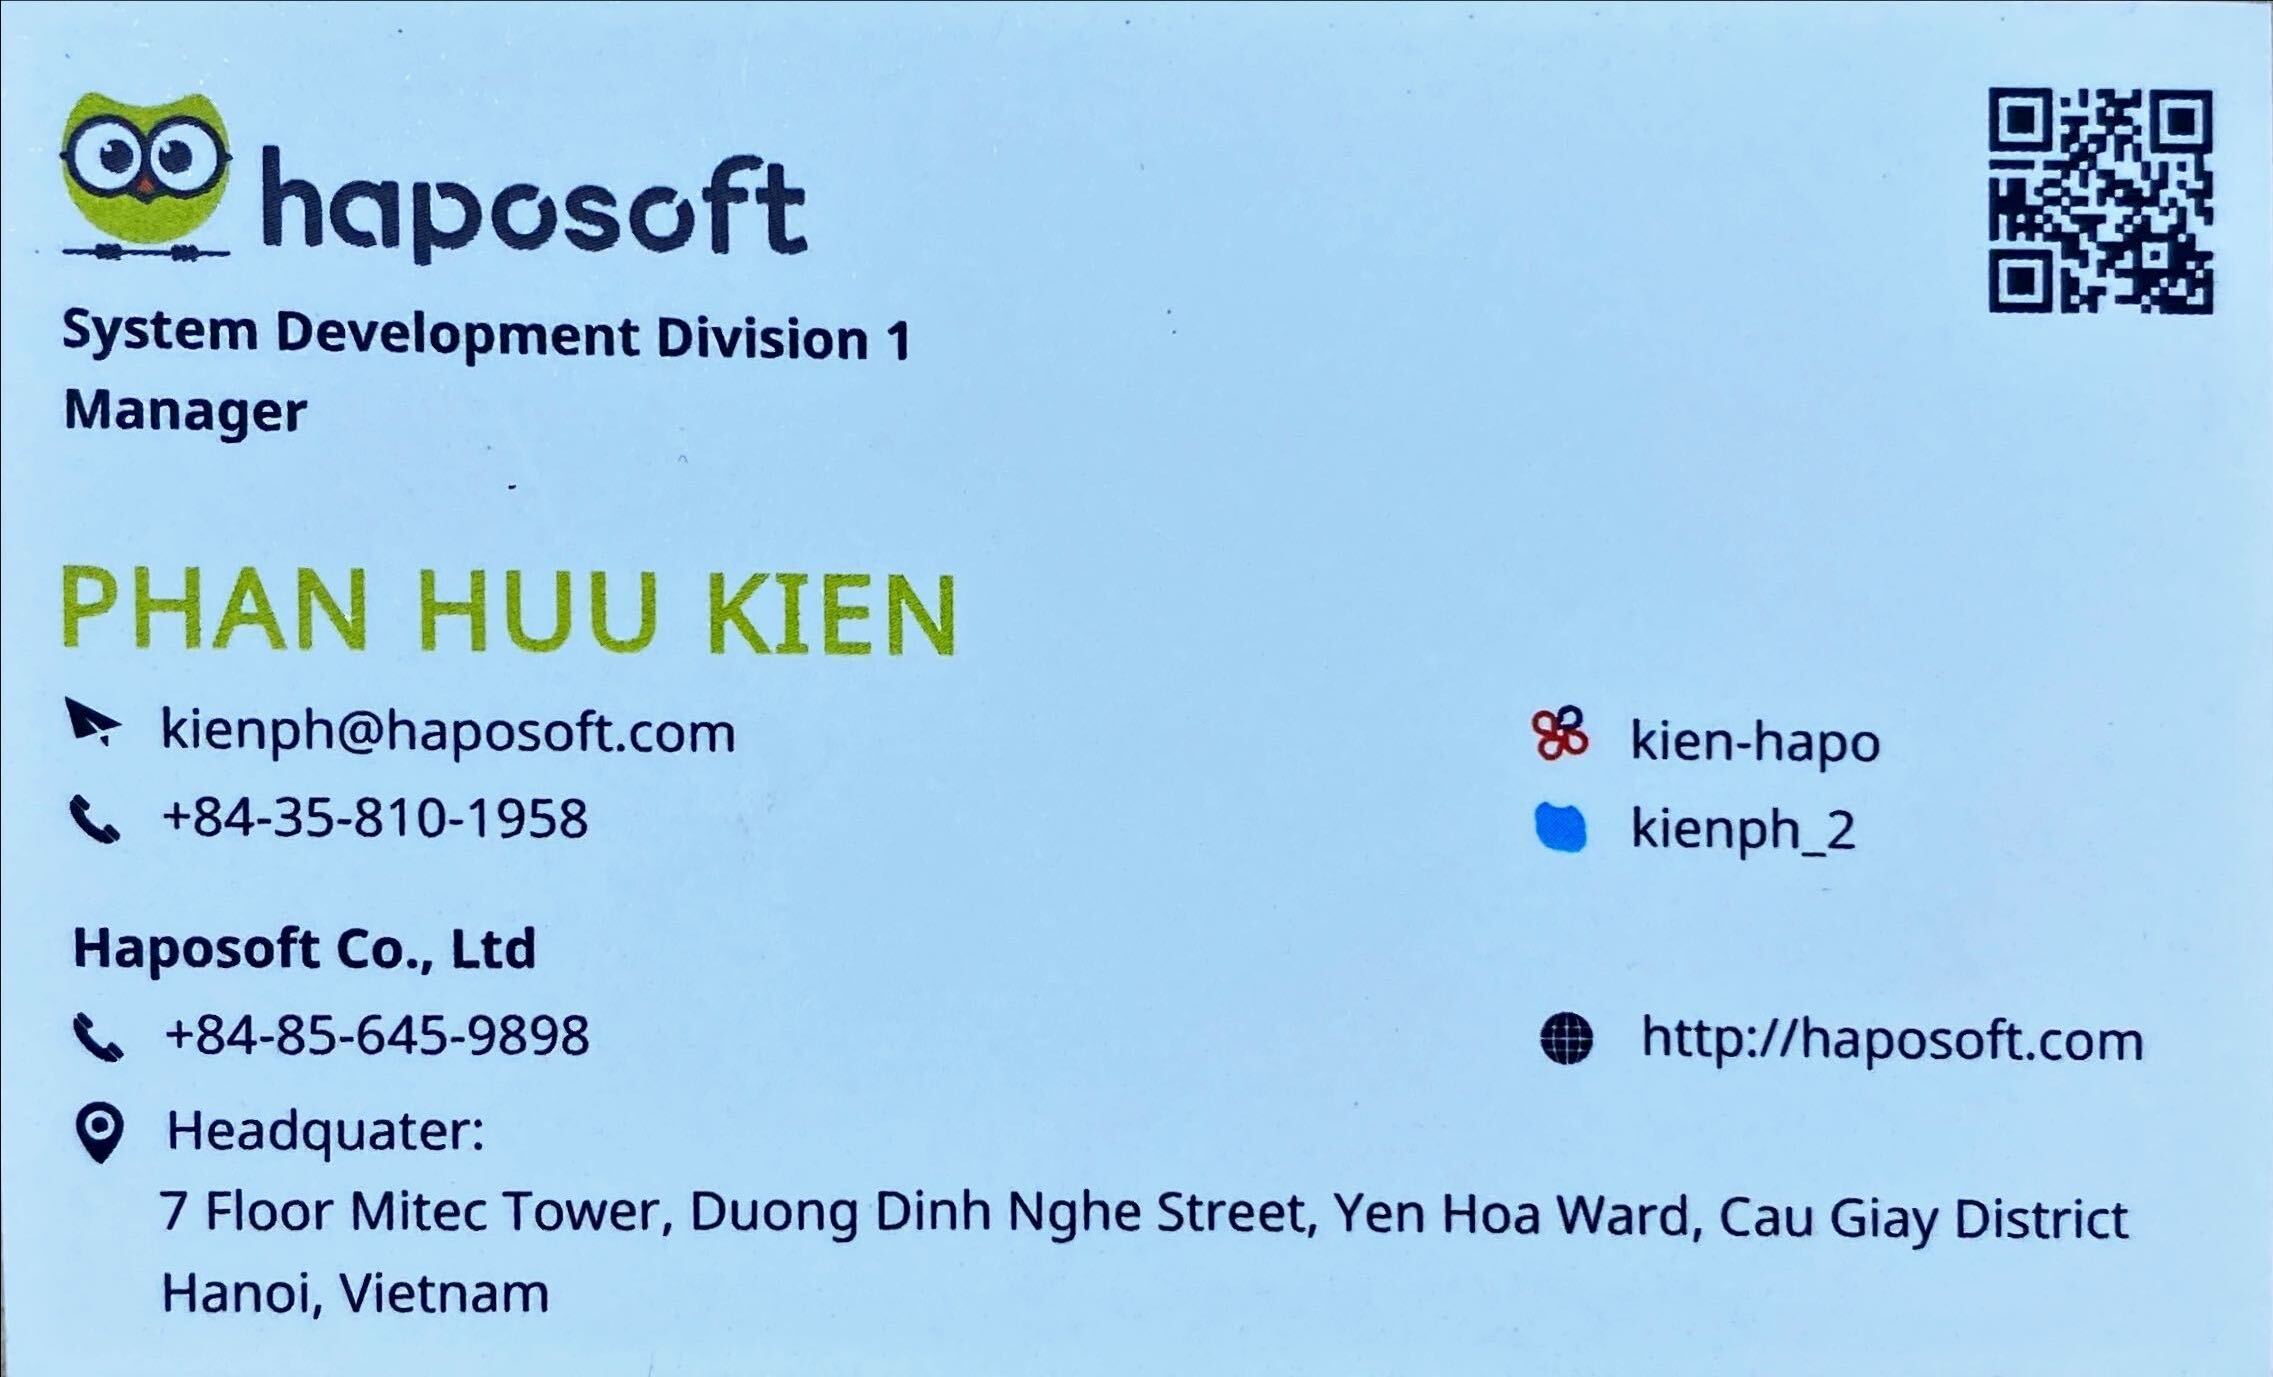 haposoft
System Development Division 1
Manager
PHAN HUU KIEN
kienph@haposoft.com
+84-35-810-1958
kien-hapo
kienph_2
Haposoft Co., Ltd
+84-85-645-9898
http://haposoft.com
Headquater:
7 Floor Mitec Tower, Duong Dinh Nghe Street, Yen Hoa Ward, Cau Giay District
Hanoi, Vietnam